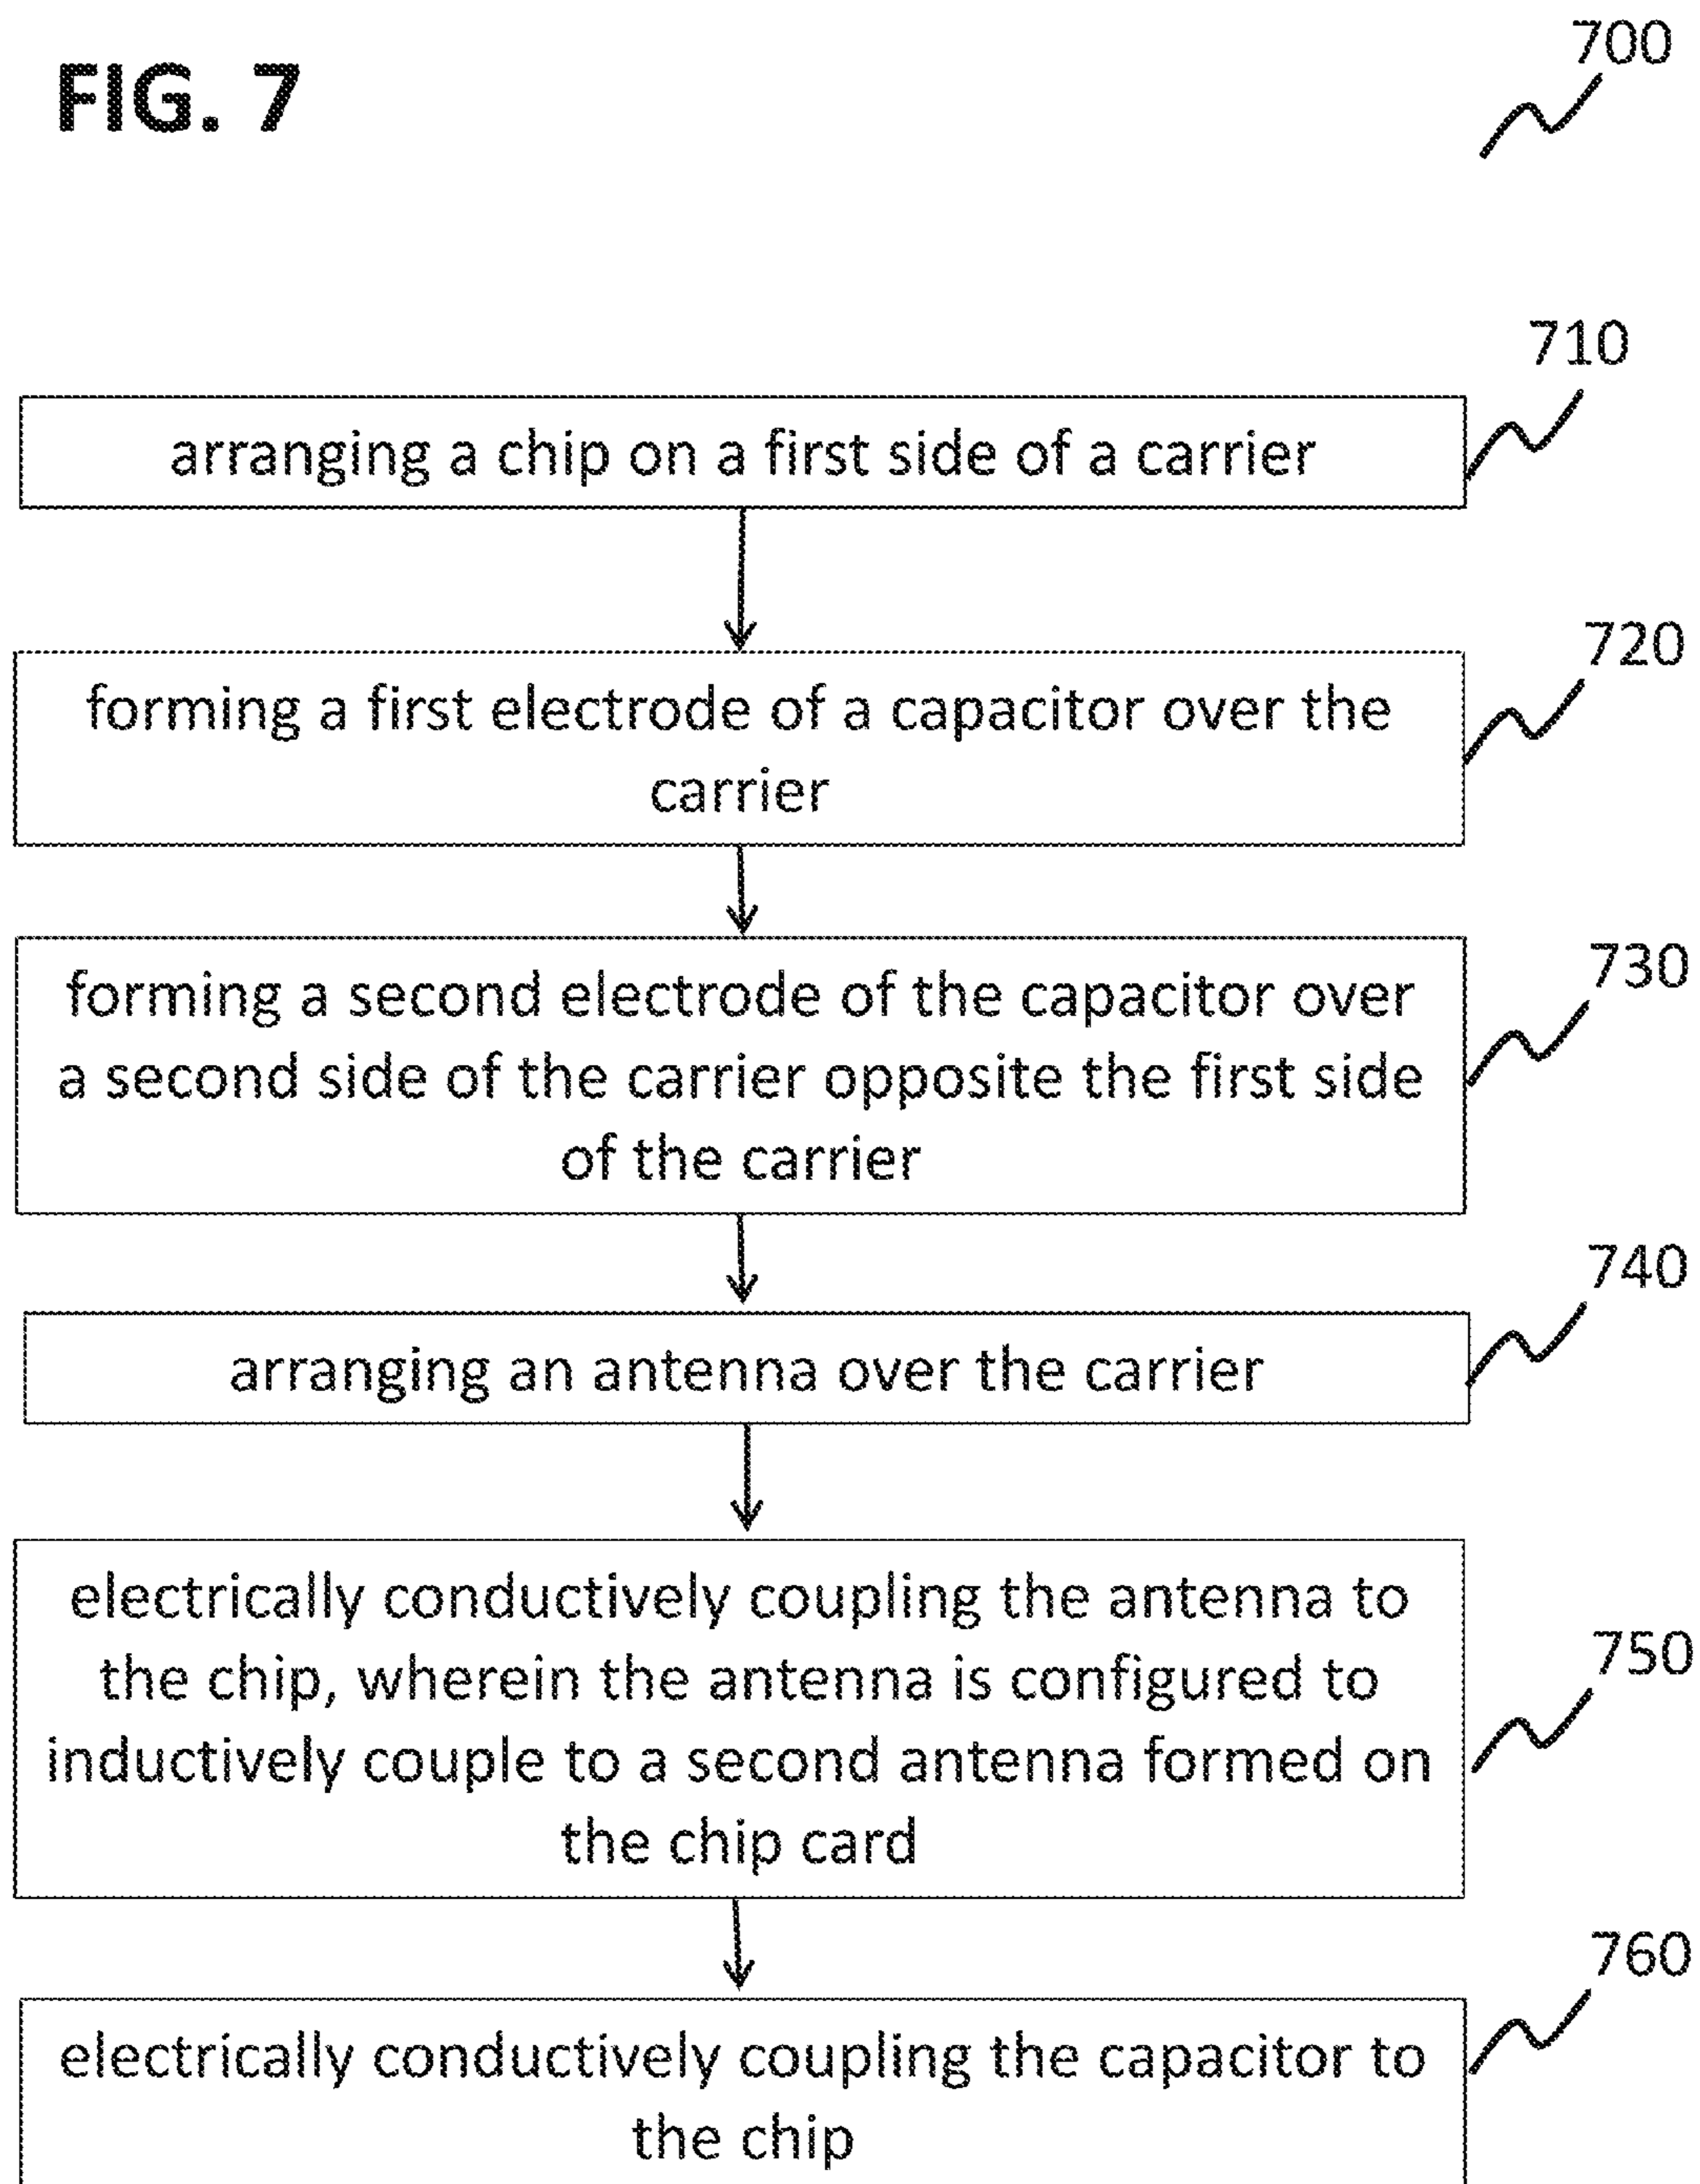 FIG. 7
700
710
arranging a chip on a first side of a carrier
720
forming a first electrode of a capacitor over the
carrier
730
forming a second electrode of the capacitor over
a second side of the carrier opposite the first side
of the carrier
740
arranging an antenna over the carrier
750
electrically conductively coupling the antenna to
the chip, wherein the antenna is configured to
inductively couple to a second antenna formed on
the chip card
760
electrically conductively coupling the capacitor to
the chip